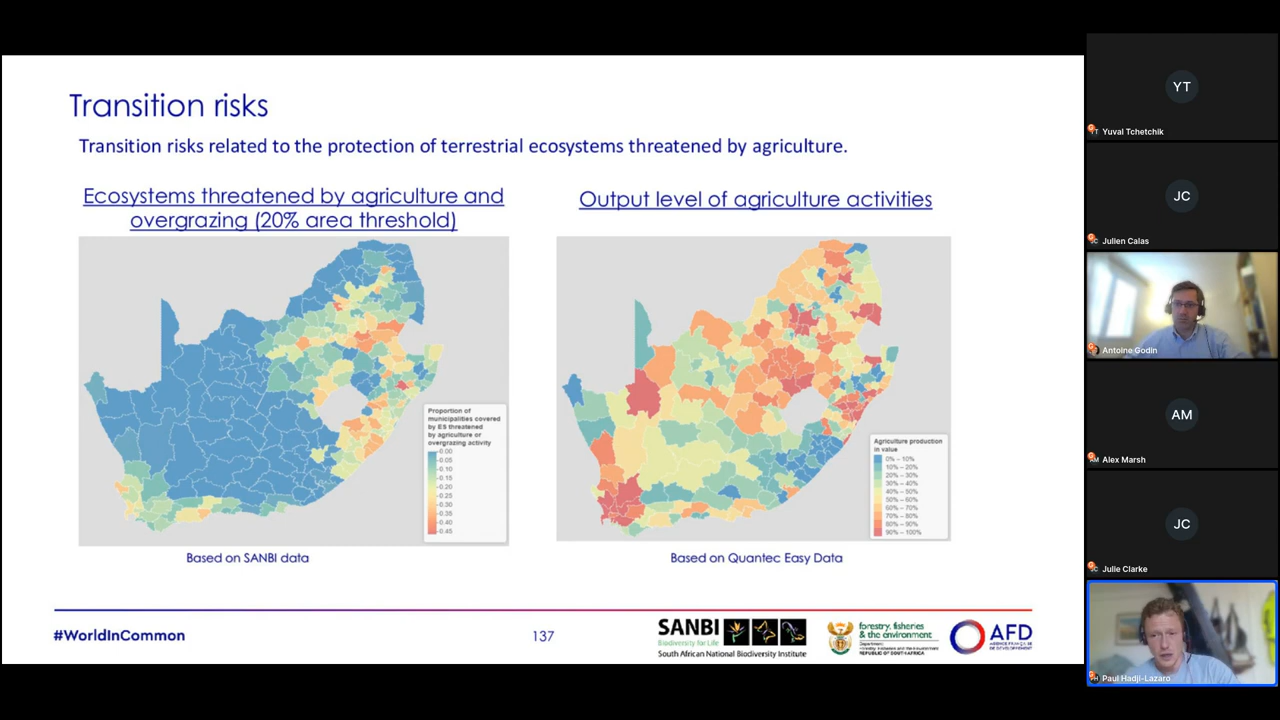 Transition risks
Transition risks related to the protection of terrestrial ecosystems threatened by agriculture.
Ecosystems threatened by agriculture and
overgrazing (20% area threshold)
Output level of agriculture activities
Proportion of
municipalities covered
by ES threatened
by agriculture or
overgrazing activity
0.00
0.05
0.10
0.15
0.20
0.25
0.30
0.35
0.40
0.45
Agriculture production
in value
0% – 10%
10% – 20%
20% – 30%
30% – 40%
40% – 50%
50% – 60%
60% – 70%
70% – 80%
80% – 90%
90% – 100%
Based on SANBI data
Based on Quantec Easy Data
#WorldInCommon
137
SANBI
Biodiversity for Life
South African National Biodiversity Institute
forestry, fisheries
& the environment
Department:
REPUBLIC OF SOUTH AFRICA
AFD
AGENCE FRANÇAISE
DE DÉVELOPPEMENT
YT
Yuval Tchetchik
JC
Julien Calas
Antoine Godin
AM
Alex Marsh
JC
Julie Clarke
Paul Hadji-Lazaro